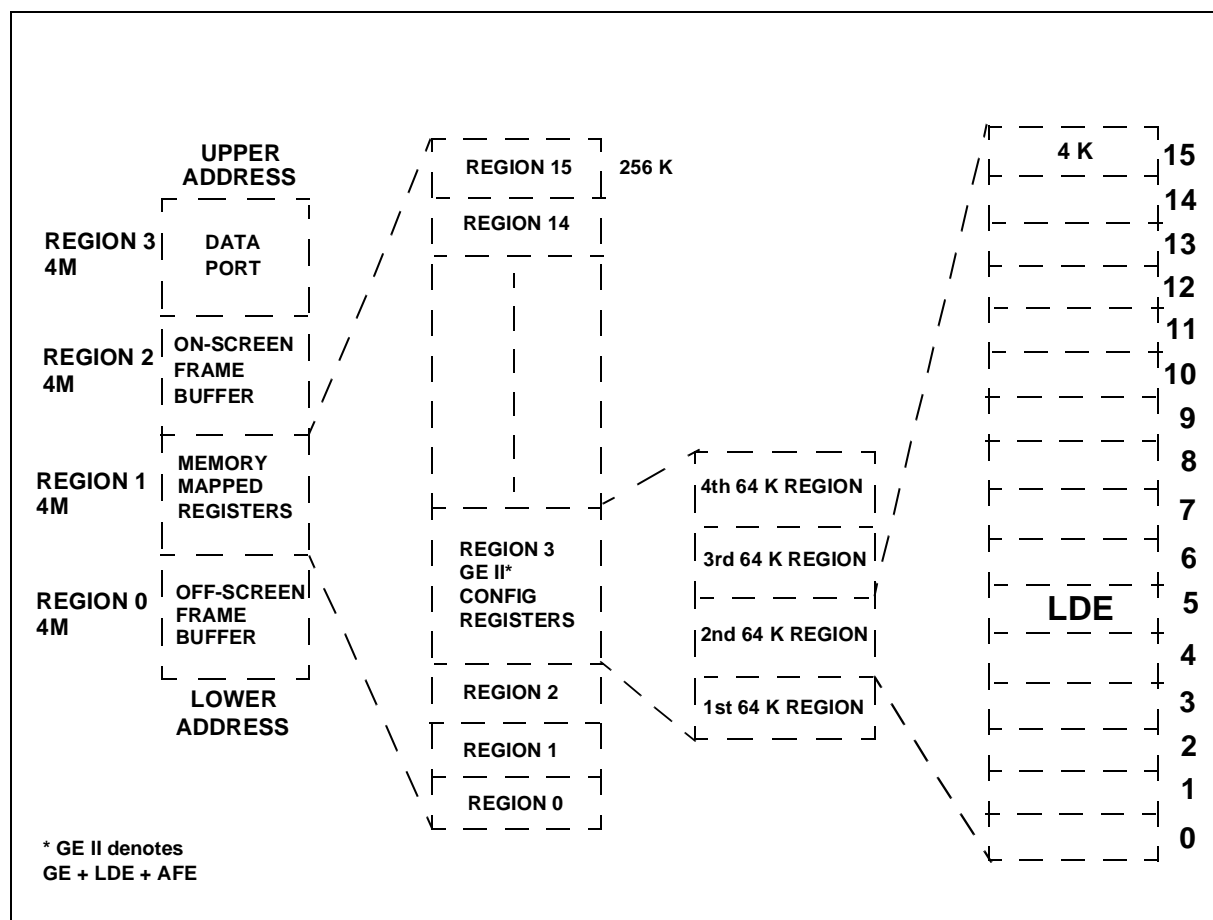 UPPER
ADDRESS
REGION 3
4M
DATA
PORT
REGION 2
4M
ON-SCREEN
FRAME
BUFFER
REGION 1
4M
MEMORY
MAPPED
REGISTERS
REGION 0
4M
OFF-SCREEN
FRAME
BUFFER
LOWER
ADDRESS
REGION 15
256 K
REGION 14
REGION 3
GE II*
CONFIG
REGISTERS
REGION 2
REGION 1
REGION 0
4th 64 K REGION
3rd 64 K REGION
2nd 64 K REGION
1st 64 K REGION
4 K
15
14
13
12
11
10
9
8
7
6
LDE
5
4
3
2
1
0
* GE II denotes
GE + LDE + AFE